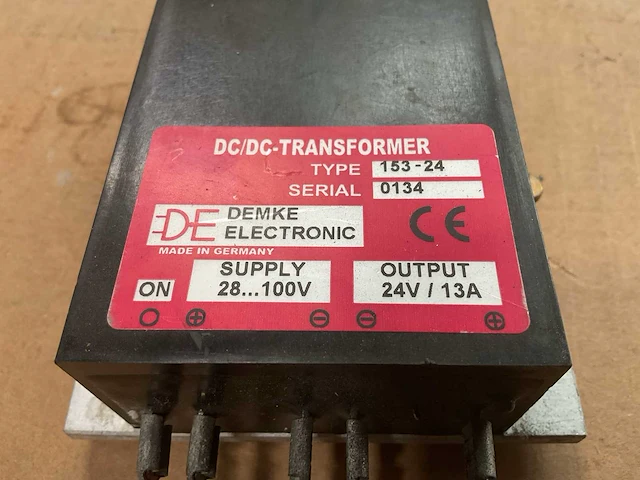 DC/DC-TRANSFORMER
TYPE 153-24
SERIAL 0134
DE DEMKE
ELECTRONIC
CE
MADE IN GERMANY
ON
SUPPLY
28...100V
OUTPUT
24V / 13A